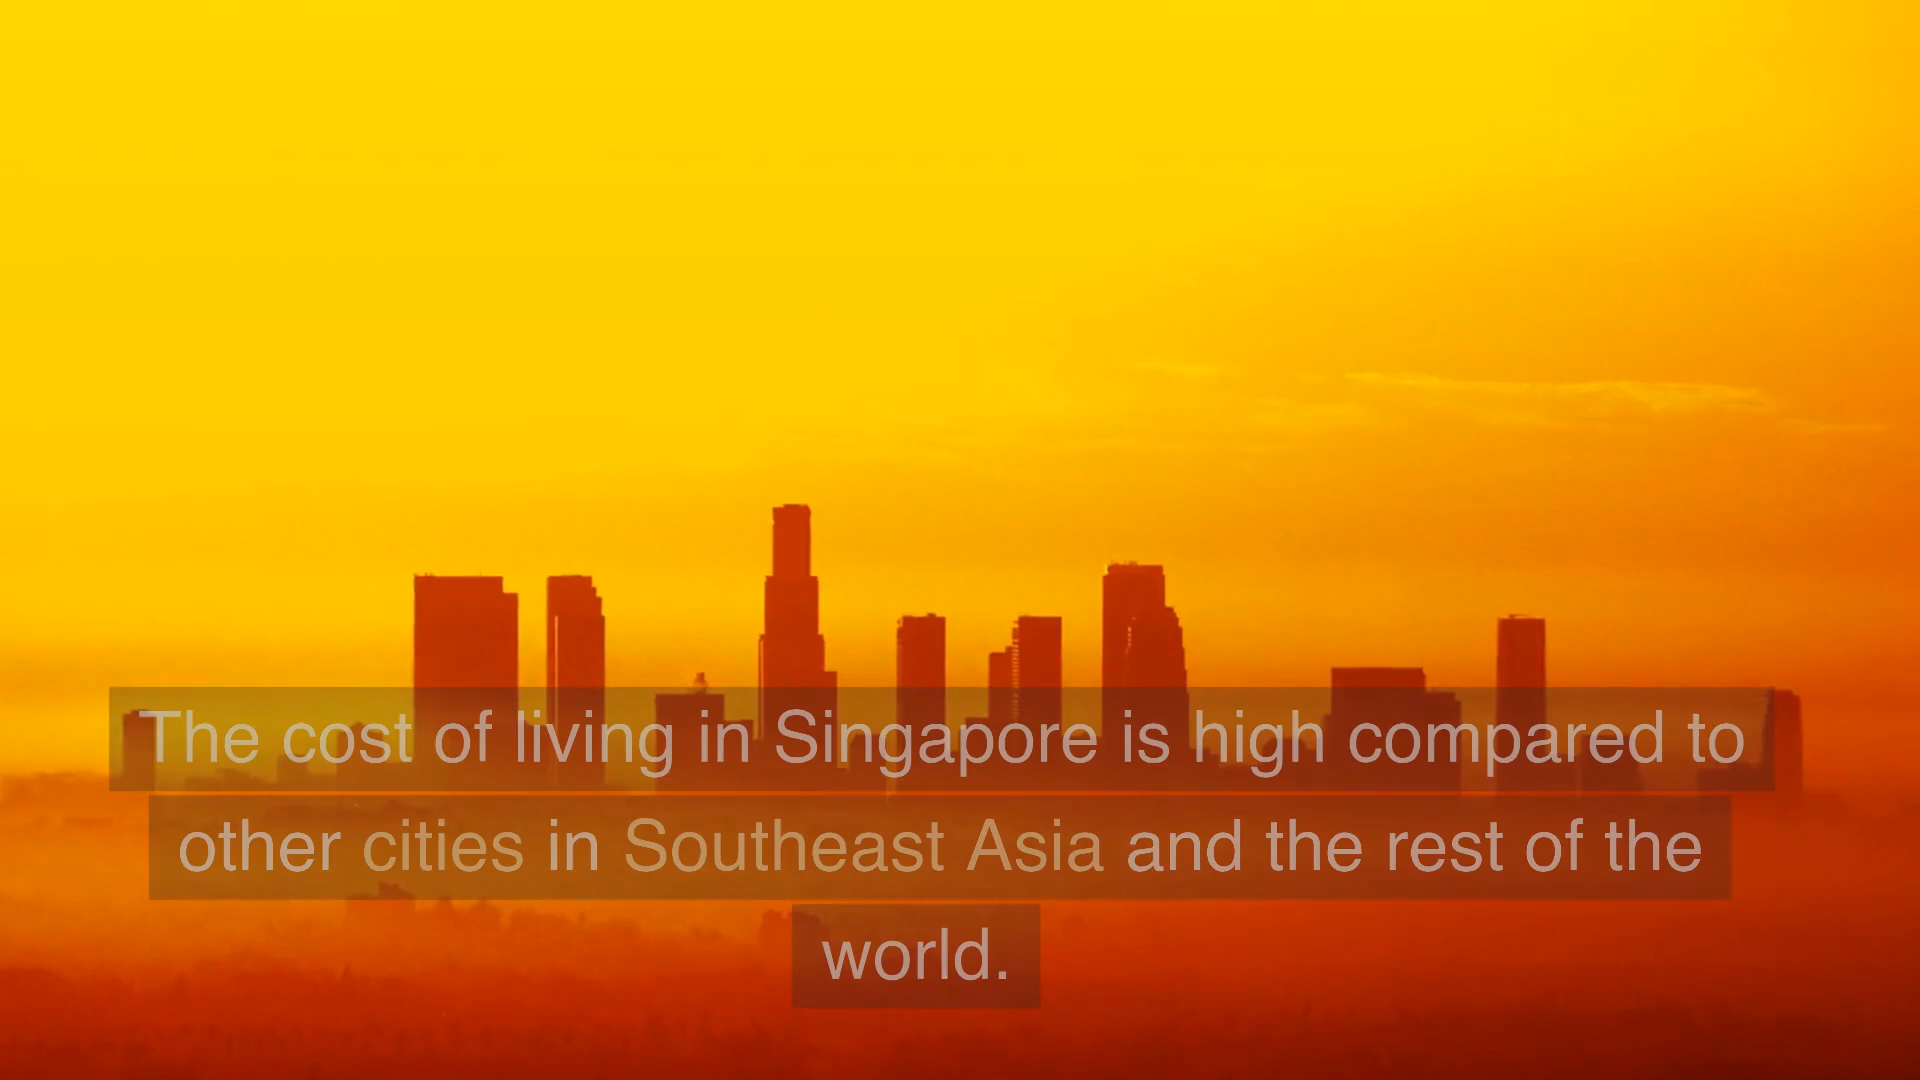 The cost of living in Singapore is high compared to
other cities in Southeast Asia and the rest of the
world.